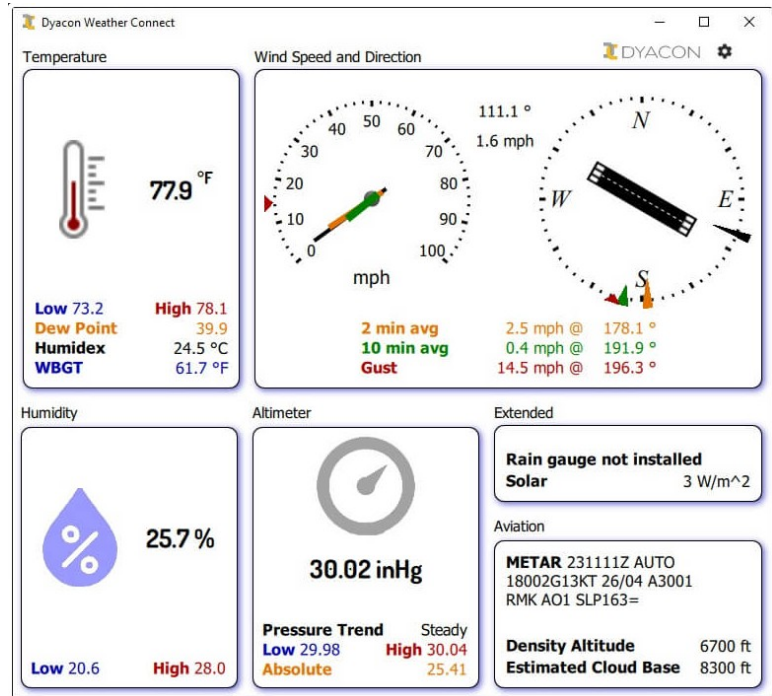 Dyacon Weather Connect
DYACON
Temperature
77.9 °F
Low 73.2 High 78.1
Dew Point 39.9
Humidex 24.5 °C
WBGT 61.7 °F
Wind Speed and Direction
0 10 20 30 40 50 60 70 80 90 100
mph
111.1 °
1.6 mph
N
W E
S
2 min avg 2.5 mph @ 178.1 °
10 min avg 0.4 mph @ 191.9 °
Gust 14.5 mph @ 196.3 °
Humidity
25.7 %
%
Low 20.6 High 28.0
Altimeter
30.02 inHg
Pressure Trend Steady
Low 29.98 High 30.04
Absolute 25.41
Extended
Rain gauge not installed
Solar 3 W/m^2
Aviation
METAR 231111Z AUTO
18002G13KT 26/04 A3001
RMK AO1 SLP163=
Density Altitude 6700 ft
Estimated Cloud Base 8300 ft